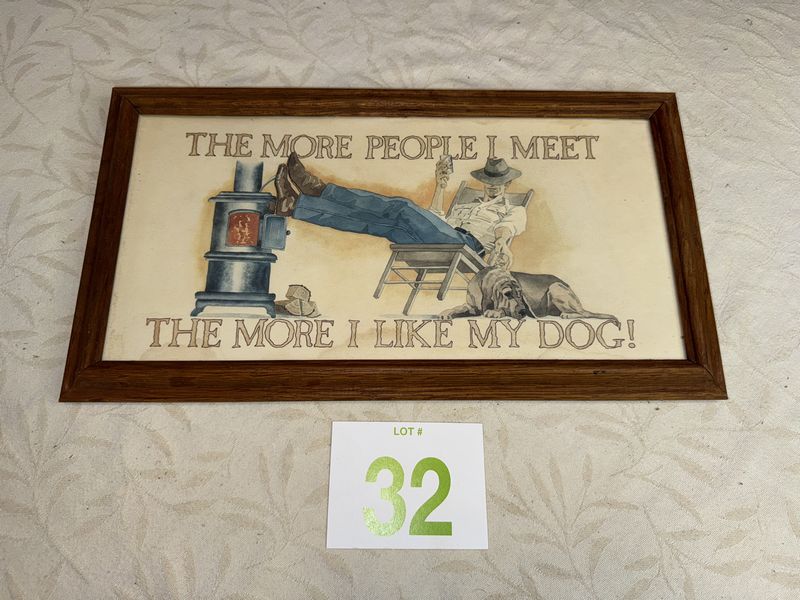 THE MORE PEOPLE I MEET
THE MORE I LIKE MY DOG!
LOT #
32